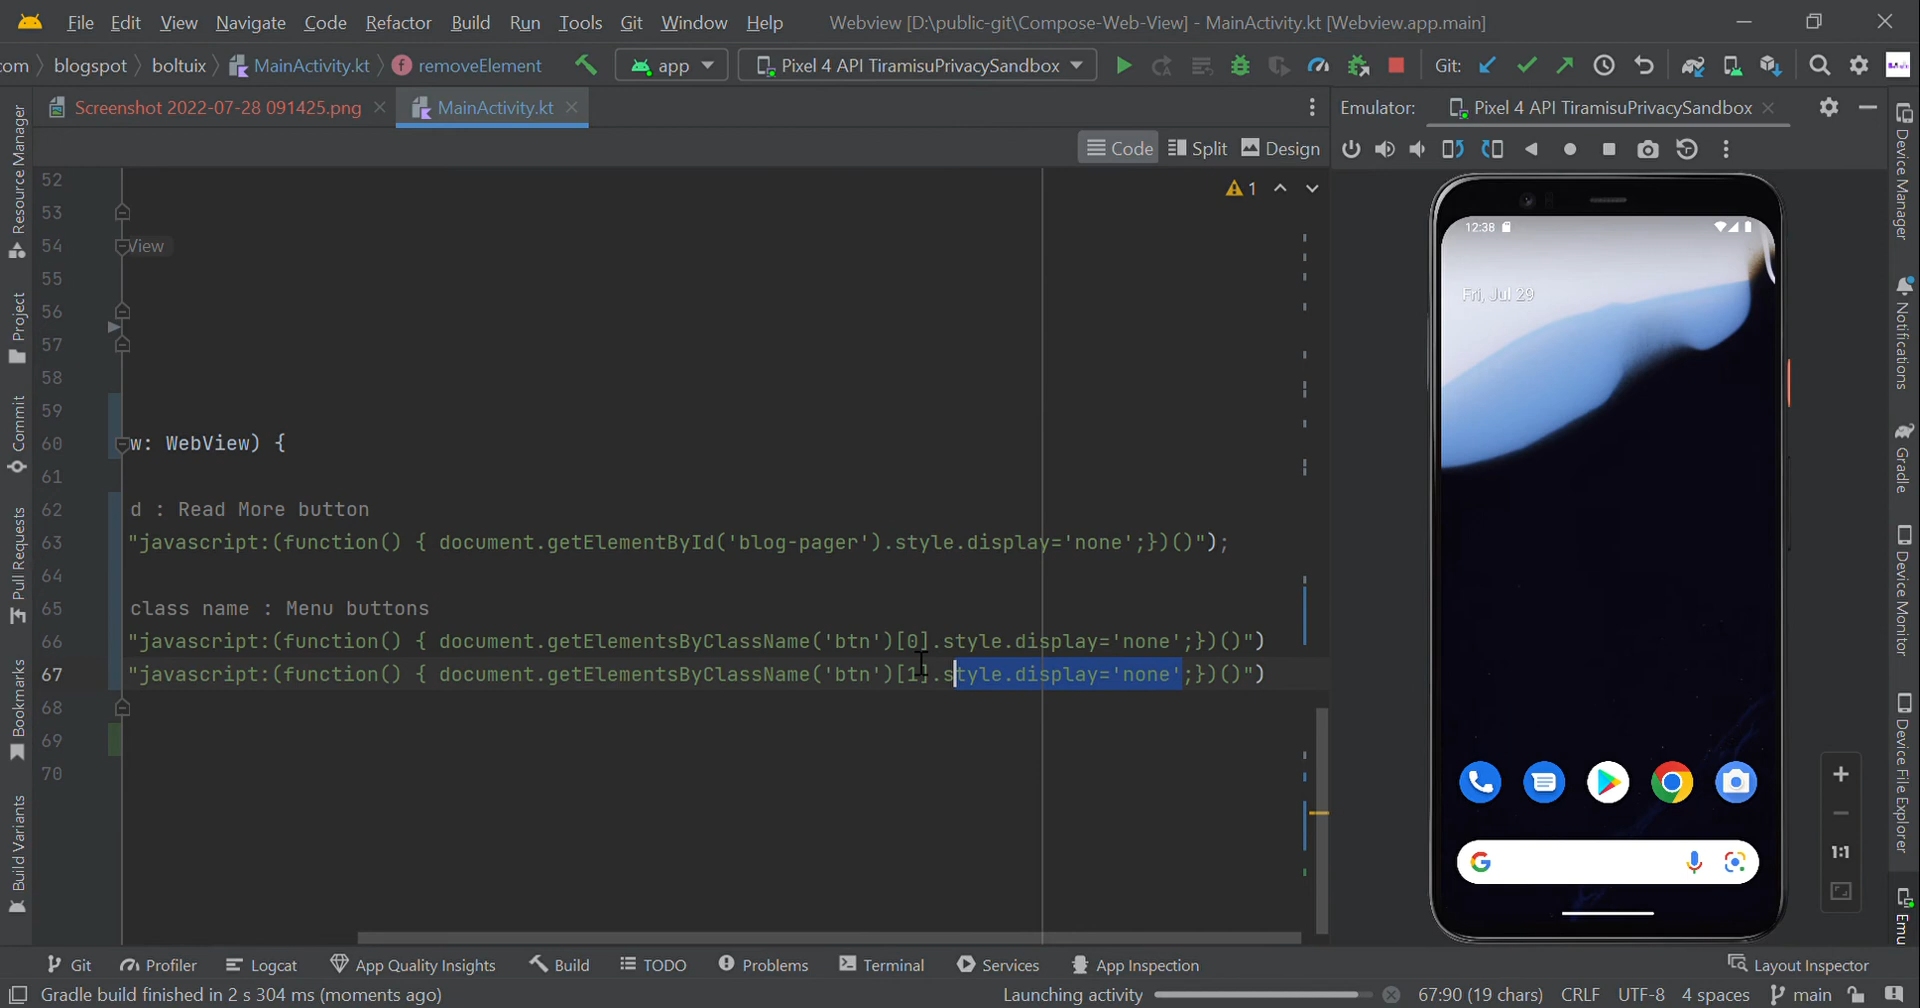 File Edit View Navigate Code Refactor Build Run Tools Git Window Help Webview [D:\public-git\Compose-Web-View] - MainActivity.kt [Webview.app.main]
com blogspot boltuix MainActivity.kt removeElement app Pixel 4 API TiramisuPrivacySandbox Git:
Screenshot 2022-07-28 091425.png MainActivity.kt Emulator: Pixel 4 API TiramisuPrivacySandbox
Code Split Design
Resource Manager
Project
Commit
Pull Requests
Bookmarks
Build Variants
1
52
53
54 View
55
56
57
58
59
60 w: WebView) {
61
62 d : Read More button
63 "javascript:(function() { document.getElementById('blog-pager').style.display='none';})()");
64
65 class name : Menu buttons
66 "javascript:(function() { document.getElementsByClassName('btn')[0].style.display='none';})()")
67 "javascript:(function() { document.getElementsByClassName('btn')[1].style.display='none';})()")
68
69
70
12:38
Fri, Jul 29
G
1:1
Device Manager
Notifications
Gradle
Device Monitor
Device File Explorer
Emu
Git Profiler Logcat App Quality Insights Build TODO Problems Terminal Services App Inspection Layout Inspector
Gradle build finished in 2 s 304 ms (moments ago) Launching activity 67:90 (19 chars) CRLF UTF-8 4 spaces main